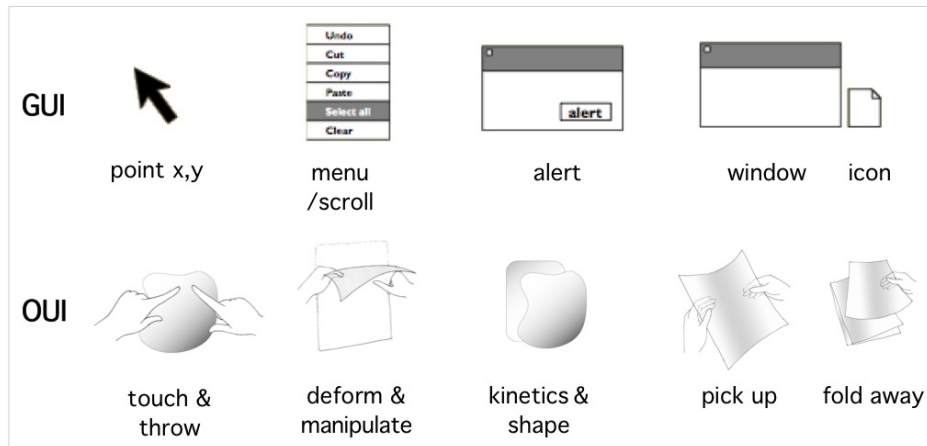 GUI
Undo
Cut
Copy
Paste
Select all
Clear
alert
point x,y
menu
/scroll
alert
window
icon
OUI
touch &
throw
deform &
manipulate
kinetics &
shape
pick up
fold away